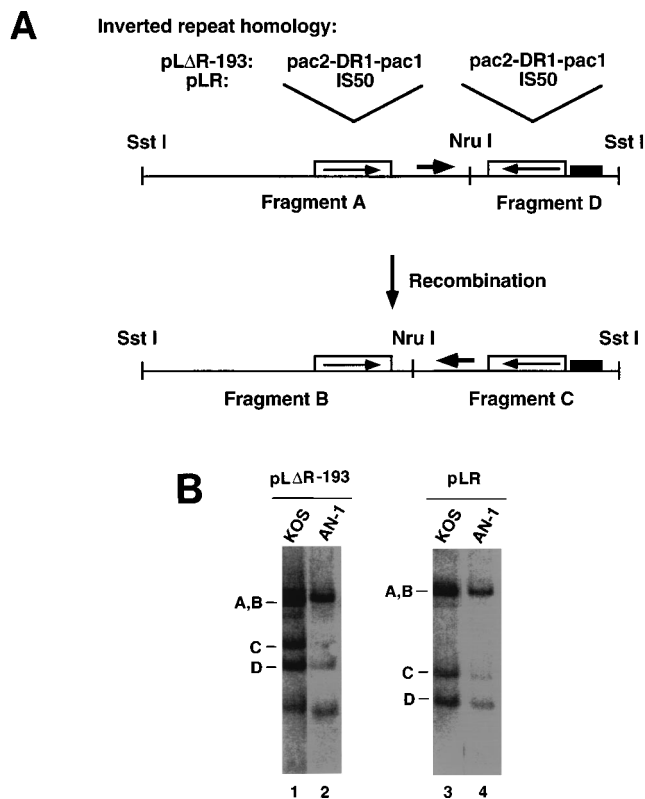 A
Inverted repeat homology:
pLΔR-193: pac2-DR1-pac1 pac2-DR1-pac1
pLR: IS50 IS50
Sst I Nru I Sst I
Fragment A Fragment D
Recombination
Sst I Nru I Sst I
Fragment B Fragment C
B
pLΔR-193 pLR
KOS AN-1 KOS AN-1
A,B A,B
C C
D D
1 2 3 4